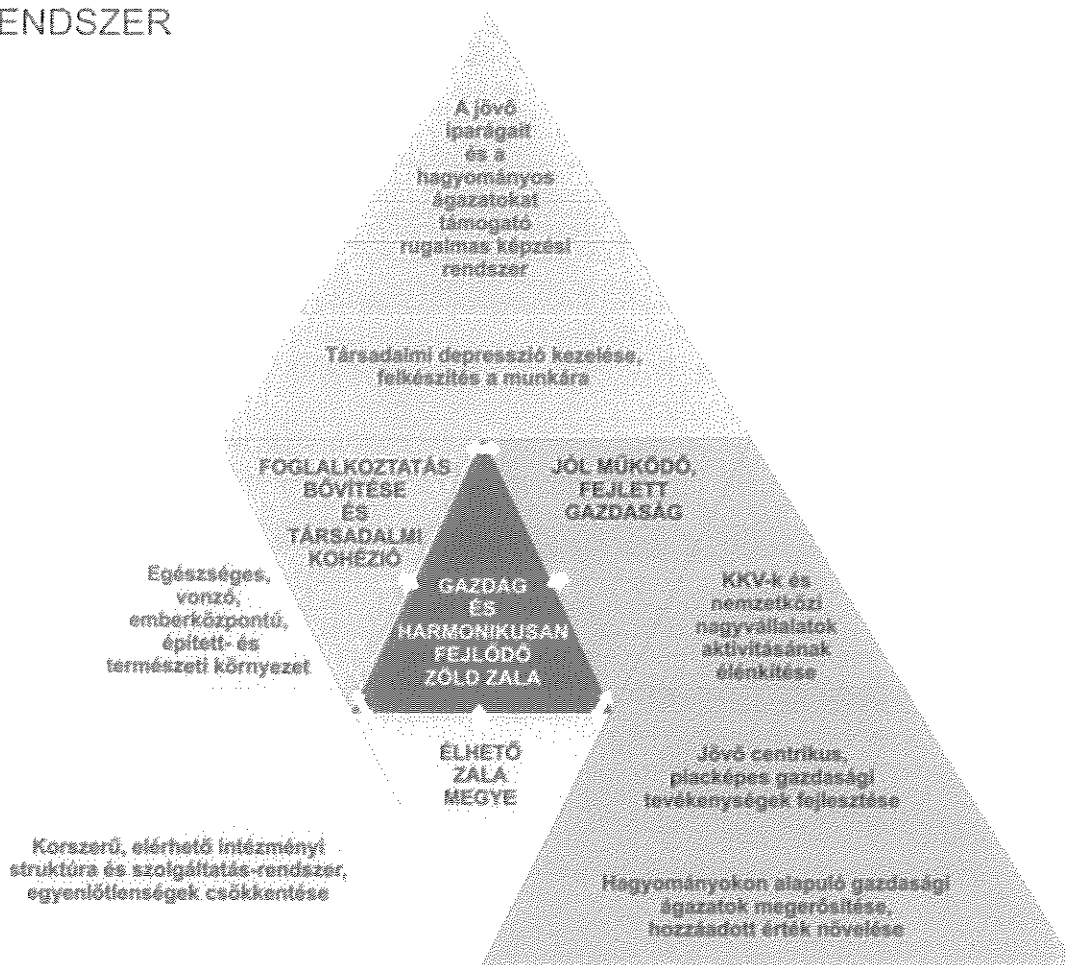 ENDSZER
A jövő
iparágait
és a
hagyományos
ágazatokat
támogató
rugalmas képzési
rendszer
Társadalmi depresszió kezelése,
felkészítés a munkára
FOGLALKOZTATÁS
BŐVÍTÉSE
ÉS
TÁRSADALMI
KOHÉZIÓ
JÓL MŰKÖDŐ,
FEJLETT
GAZDASÁG
Egészséges,
vonzó,
emberközpontú,
épített- és
természeti környezet
GAZDAG
ÉS
HARMONIKUSAN
FEJLŐDŐ
ZÖLD ZALA
KKV-k és
nemzetközi
nagyvállalatok
aktivitásának
élénkítése
ÉLHETŐ
ZALA
MEGYE
Jövő centrikus,
piacképes gazdasági
tevékenységek fejlesztése
Korszerű, elérhető intézményi
struktúra és szolgáltatás-rendszer,
egyenlőtlenségek csökkentése
Hagyományokon alapuló gazdasági
ágazatok megerősítése,
hozzáadott érték növelése